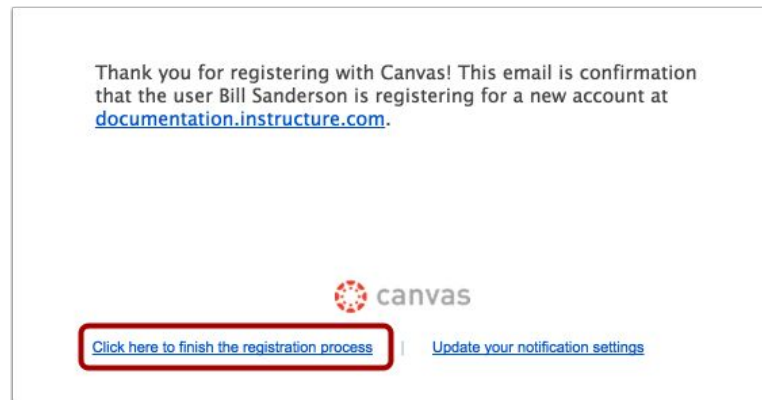 Thank you for registering with Canvas! This email is confirmation
that the user Bill Sanderson is registering for a new account at
documentation.instructure.com.
canvas
Click here to finish the registration process | Update your notification settings